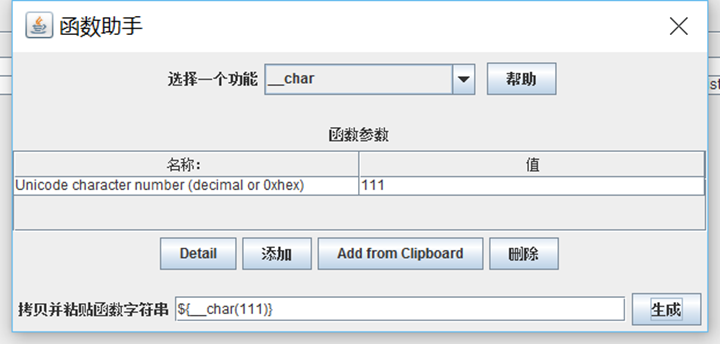 函数助手
选择一个功能 __char 帮助
函数参数
名称: 值
Unicode character number (decimal or 0xhex) 111
Detail 添加 Add from Clipboard 删除
拷贝并粘贴函数字符串 ${__char(111)} 生成